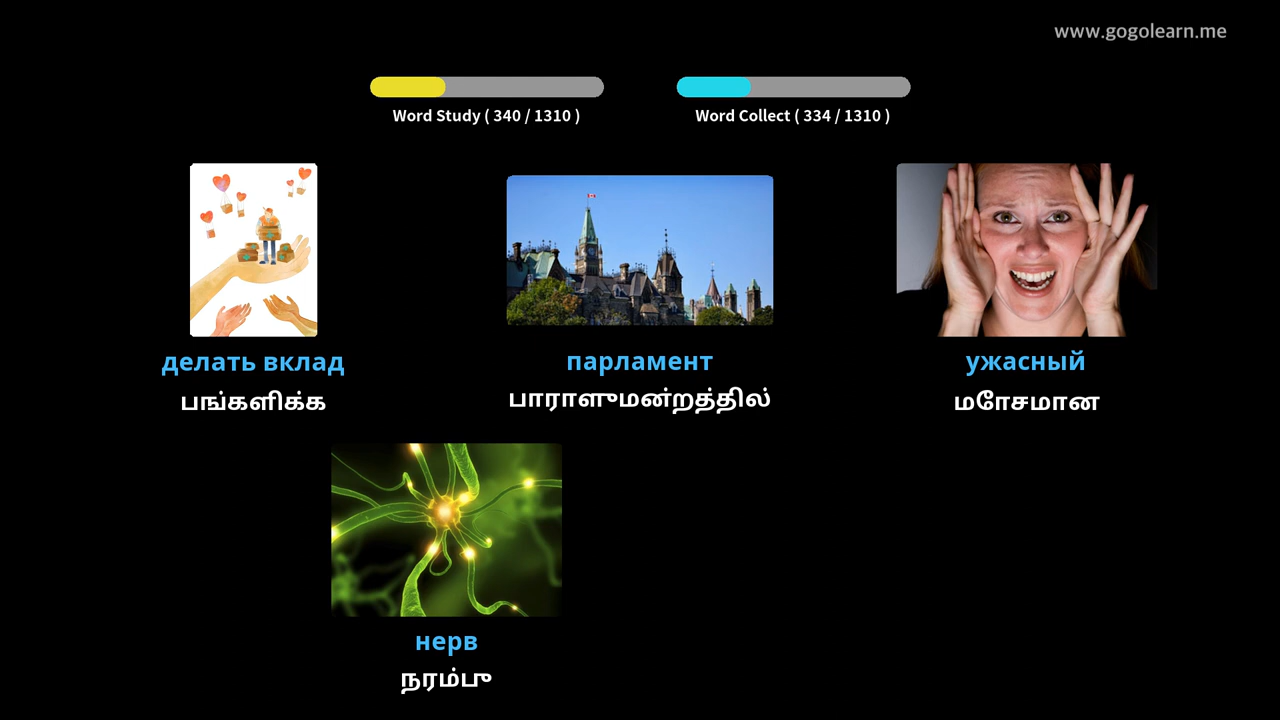 www.gogolearn.me
Word Study ( 340 / 1310 )
Word Collect ( 334 / 1310 )
делать вклад
பங்களிக்க
парламент
பாராளுமன்றத்தில்
ужасный
மோசமான
нерв
நரம்பு